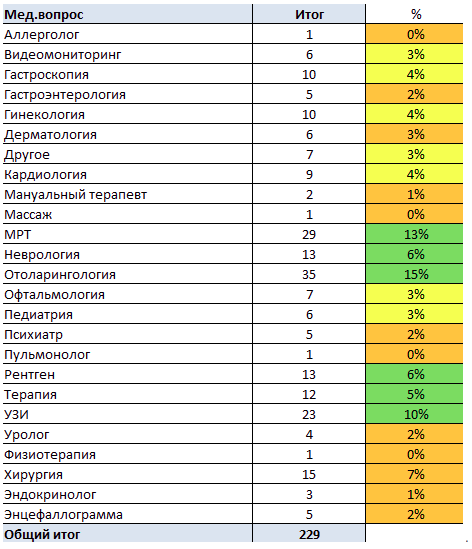 Мед.вопрос Итог %
Аллерголог 1 0%
Видеомониторинг 6 3%
Гастроскопия 10 4%
Гастроэнтерология 5 2%
Гинекология 10 4%
Дерматология 6 3%
Другое 7 3%
Кардиология 9 4%
Мануальный терапевт 2 1%
Массаж 1 0%
МРТ 29 13%
Неврология 13 6%
Отоларингология 35 15%
Офтальмология 7 3%
Педиатрия 6 3%
Психиатр 5 2%
Пульмонолог 1 0%
Рентген 13 6%
Терапия 12 5%
УЗИ 23 10%
Уролог 4 2%
Физиотерапия 1 0%
Хирургия 15 7%
Эндокринолог 3 1%
Энцефаллограмма 5 2%
Общий итог 229